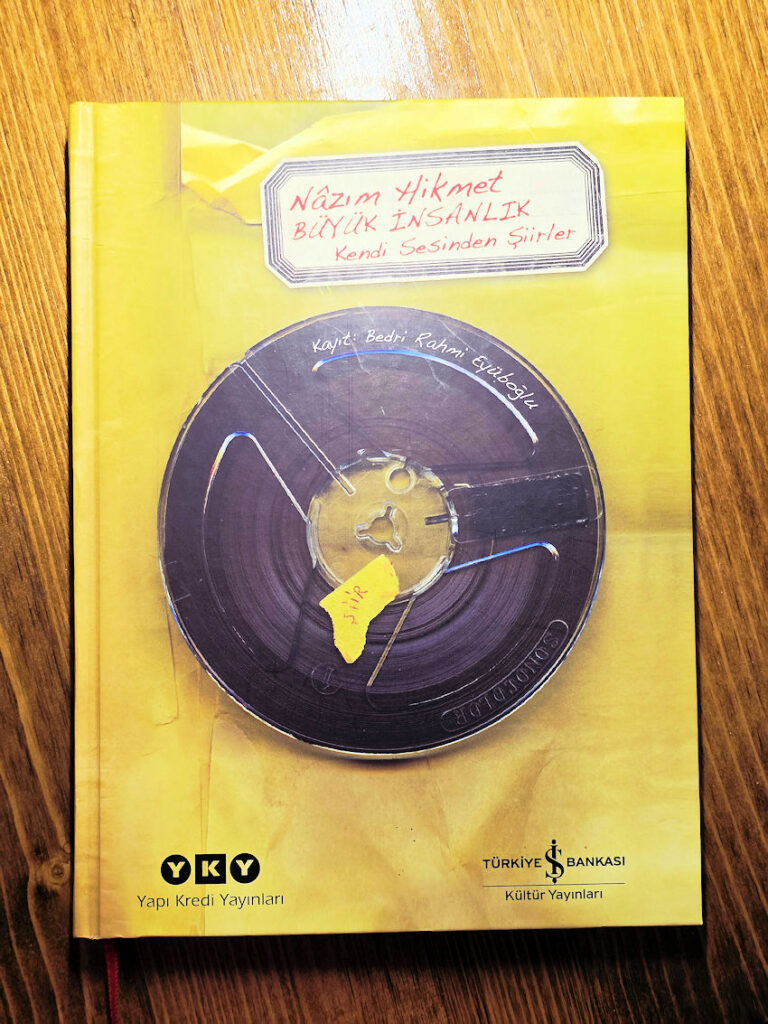 Nâzım Hikmet
BÜYÜK İNSANLIK
Kendi Sesinden Şiirler
Kayıt: Bedri Rahmi Eyüboğlu
ŞİİR
SONOCOLOR
YKY
Yapı Kredi Yayınları
TÜRKİYE İŞ BANKASI
Kültür Yayınları